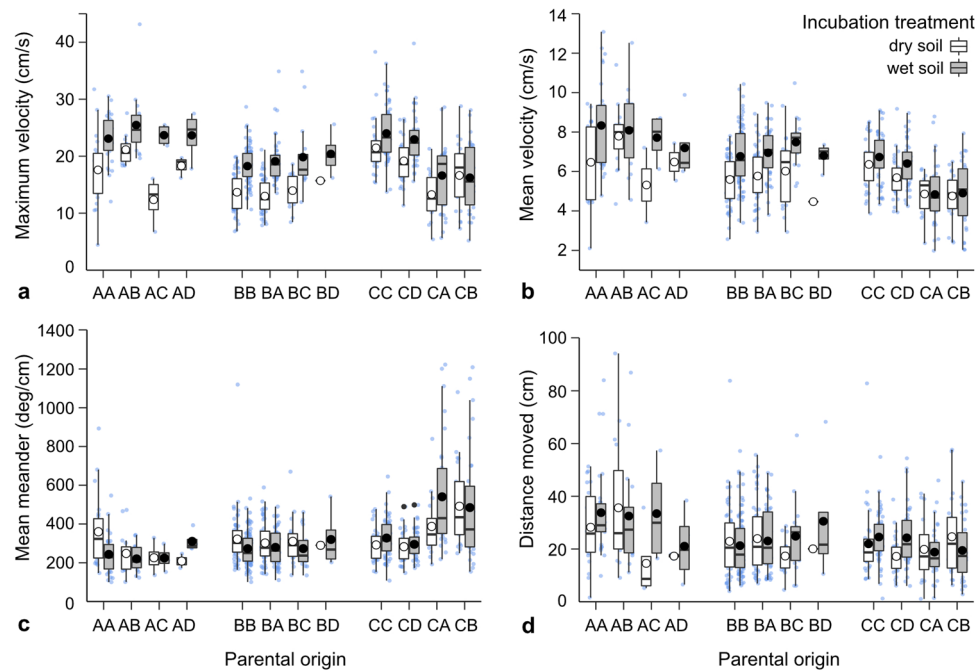 Incubation treatment
dry soil
wet soil
Maximum velocity (cm/s)
40
30
20
10
0
a
AA AB AC AD BB BA BC BD CC CD CA CB
Mean velocity (cm/s)
14
12
10
8
6
4
2
b
AA AB AC AD BB BA BC BD CC CD CA CB
Mean meander (deg/cm)
1400
1200
1000
800
600
400
200
0
c
AA AB AC AD BB BA BC BD CC CD CA CB
Parental origin
Distance moved (cm)
100
80
60
40
20
0
d
AA AB AC AD BB BA BC BD CC CD CA CB
Parental origin